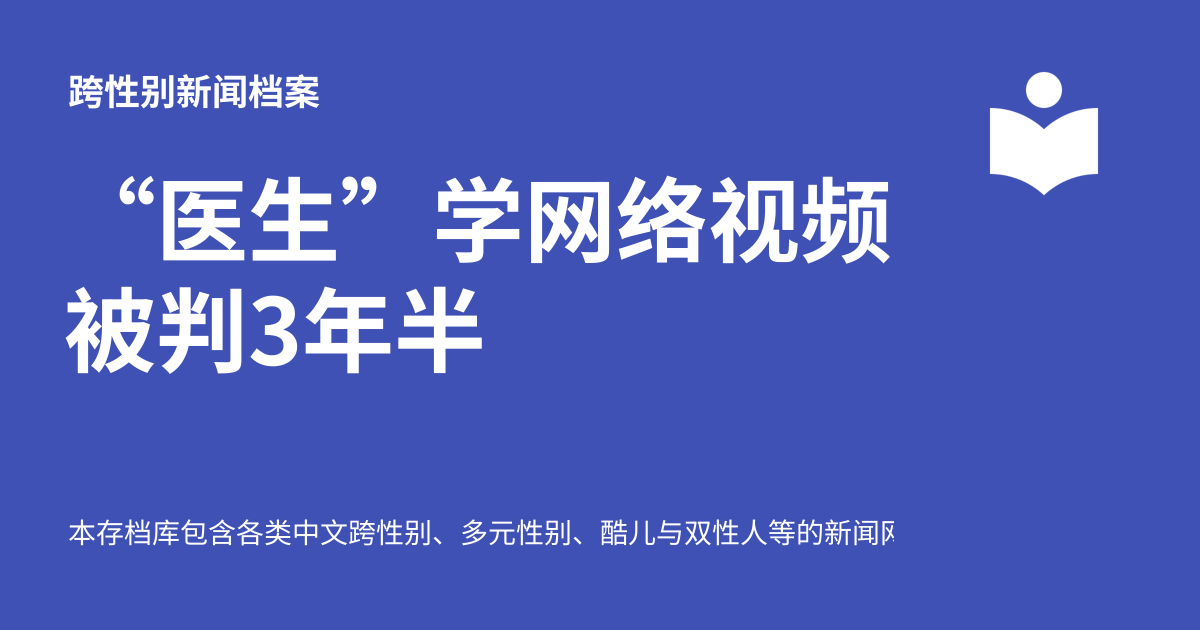 跨性别新闻档案
“医生”学网络视频
被判3年半
本存档库包含各类中文跨性别、多元性别、酷儿与双性人等的新闻